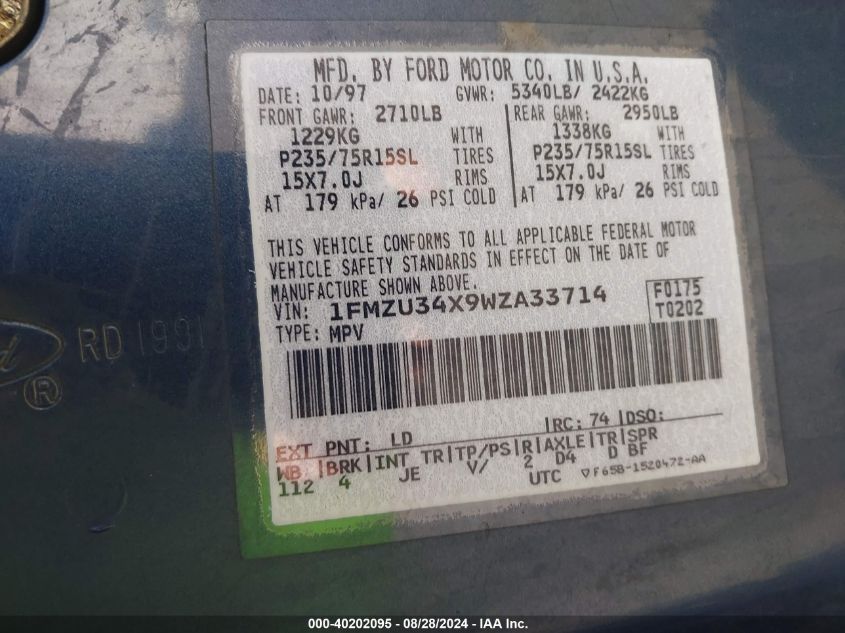 MFD. BY FORD MOTOR CO. IN U.S.A.
DATE: 10/97 GVWR: 5340LB/ 2422KG
FRONT GAWR: 2710LB REAR GAWR: 2950LB
1229KG WITH 1338KG WITH
P235/75R15SL TIRES P235/75R15SL TIRES
15X7.0J RIMS 15X7.0J RIMS
AT 179 kPa/ 26 PSI COLD AT 179 kPa/ 26 PSI COLD
THIS VEHICLE CONFORMS TO ALL APPLICABLE FEDERAL MOTOR
VEHICLE SAFETY STANDARDS IN EFFECT ON THE DATE OF
MANUFACTURE SHOWN ABOVE.
VIN: 1FMZU34X9WZA33714 F0175
TYPE: MPV T0202
RD 1901
®
EXT PNT: LD RC: 74 DSO:
WB BRK INT TR TP/PS R AXLE TR SPR
112 4 JE V/ 2 D4 D BF
UTC ▽F65B-1520472-AA
000-40202095 - 08/28/2024 - IAA Inc.